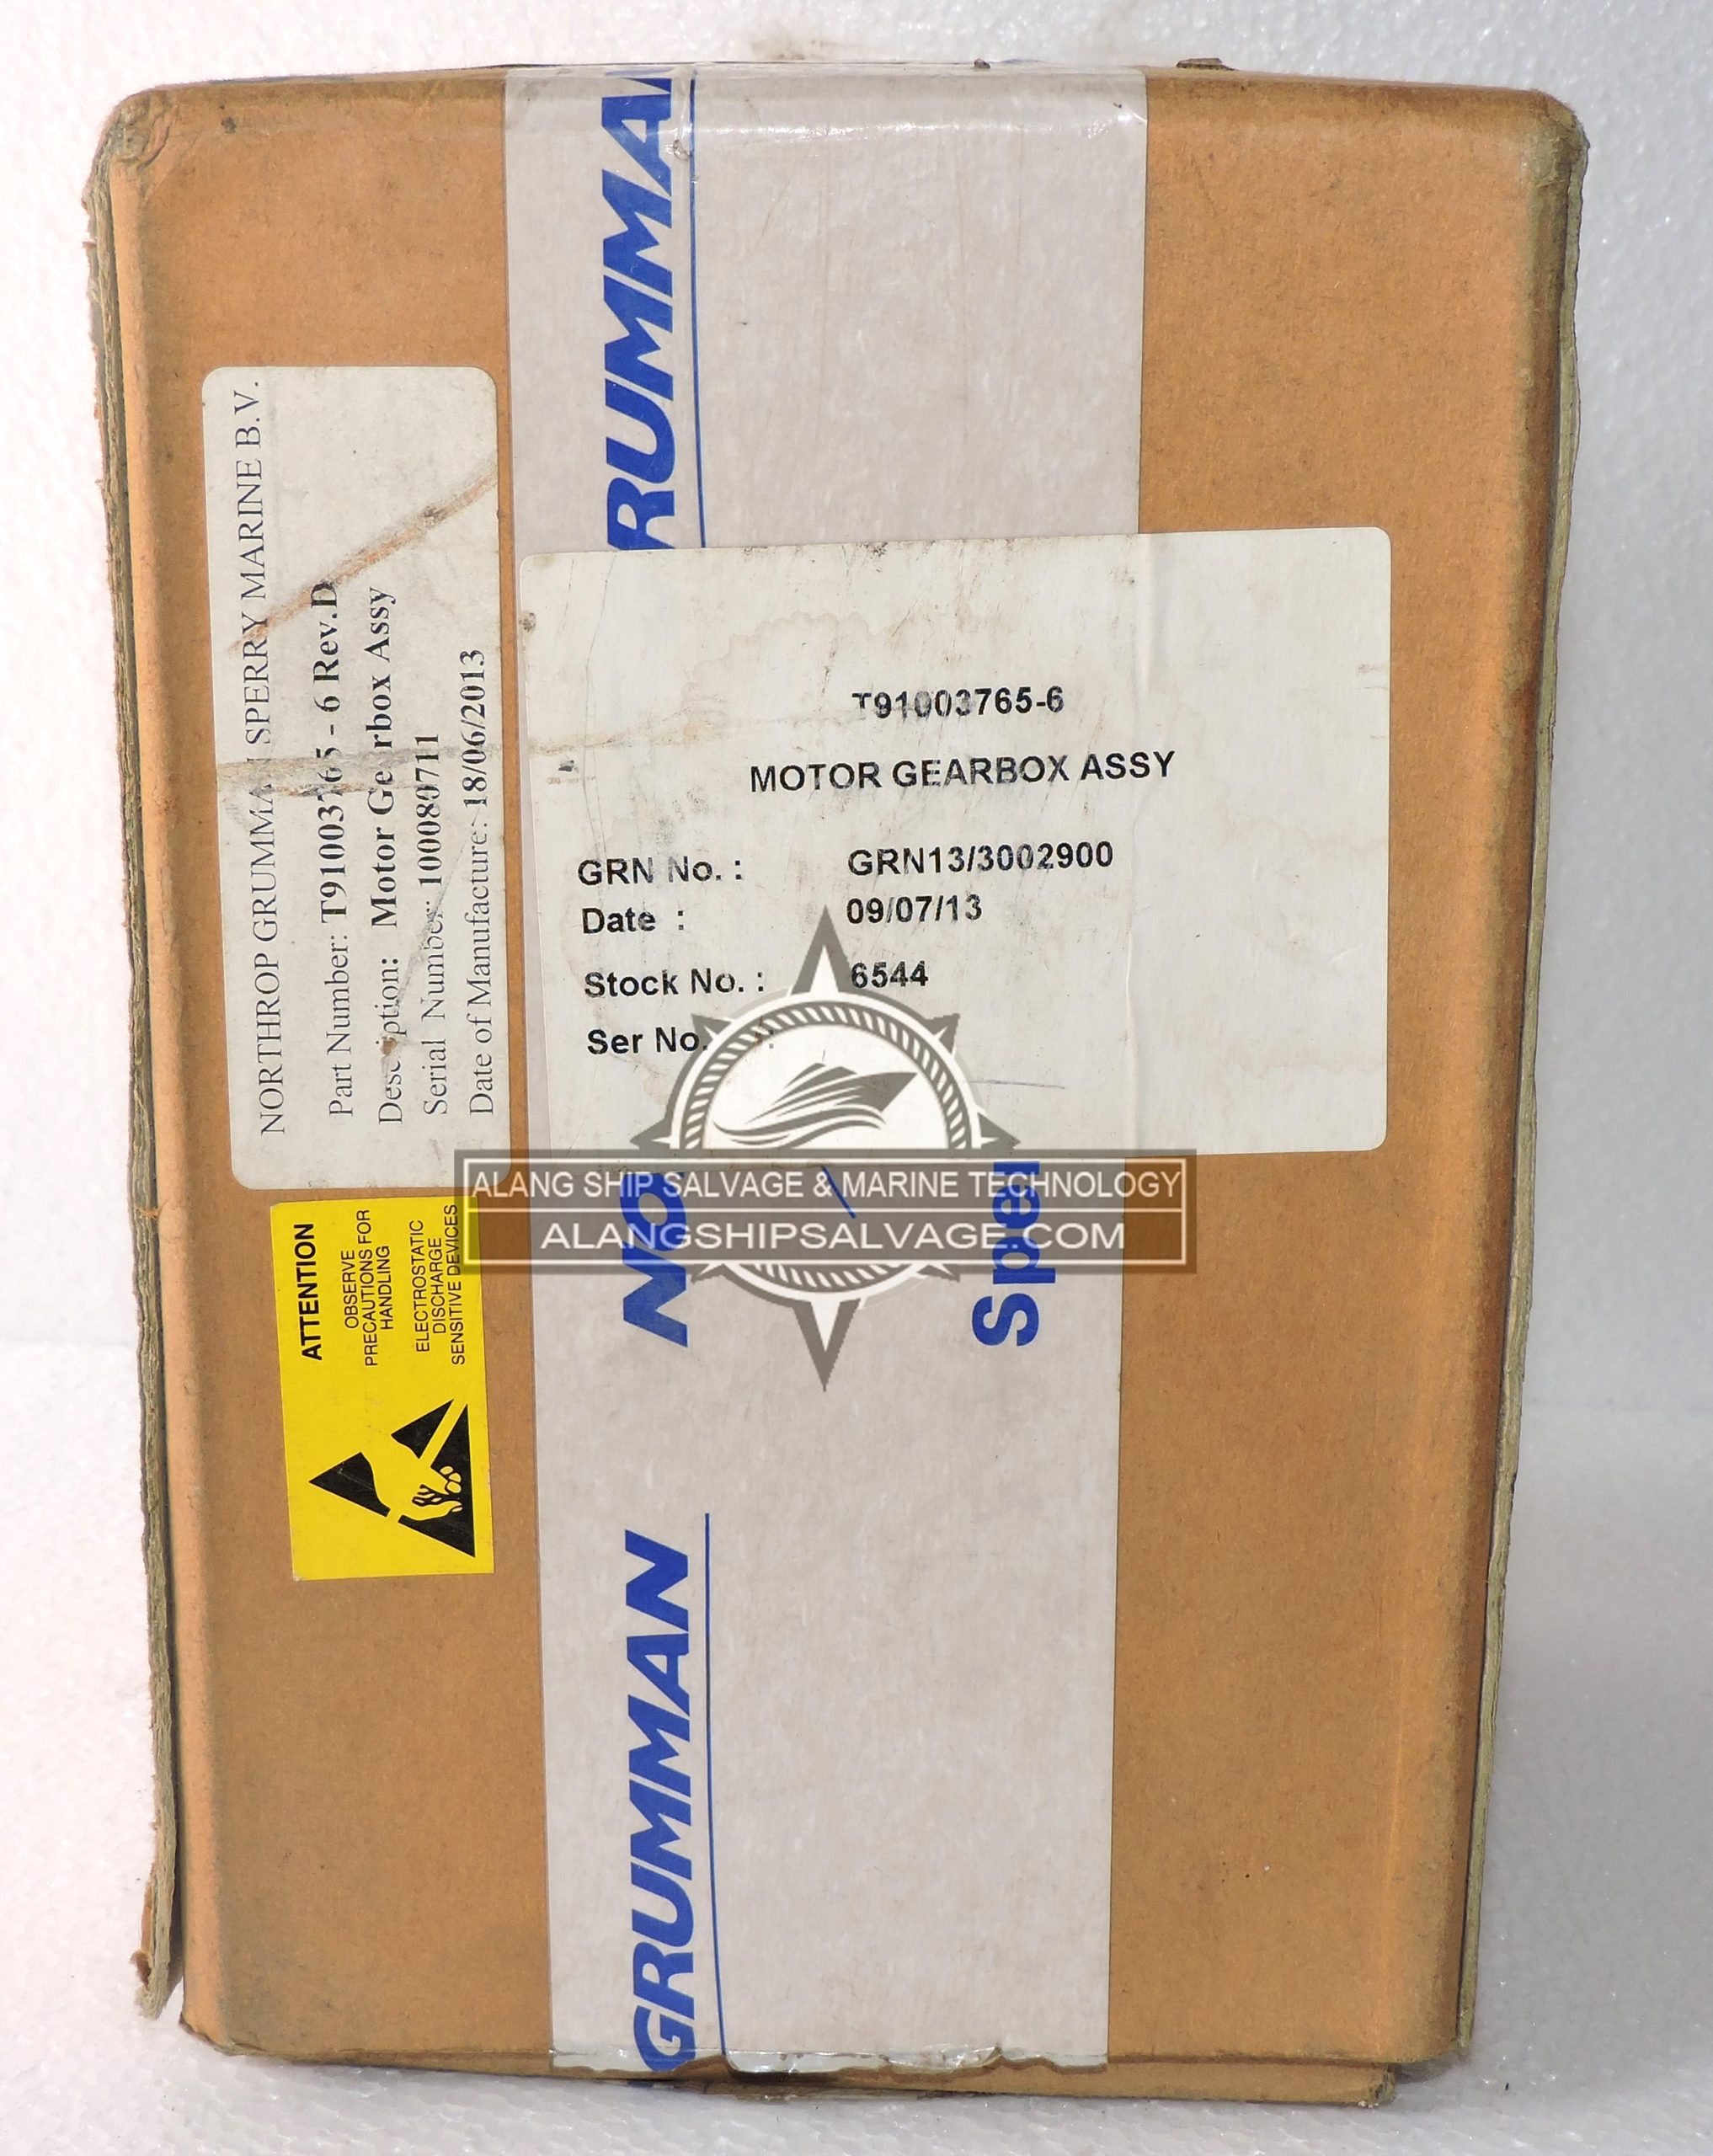 GRUMMA
NORTHROP GRUMMAN SPERRY MARINE B.V.
Part Number: T91003765 - 6 Rev.D
Description: Motor Gearbox Assy
Serial Number: 100080711
Date of Manufacture: 18/06/2013
T91003765-6
MOTOR GEARBOX ASSY
GRN No. : GRN13/3002900
Date : 09/07/13
Stock No. : 6544
Ser No. :
ALANG SHIP SALVAGE & MARINE TECHNOLOGY
ALANGSHIPSALVAGE.COM
NO
Sper
ATTENTION
OBSERVE
PRECAUTIONS FOR
HANDLING
ELECTROSTATIC
DISCHARGE
SENSITIVE DEVICES
GRUMMAN